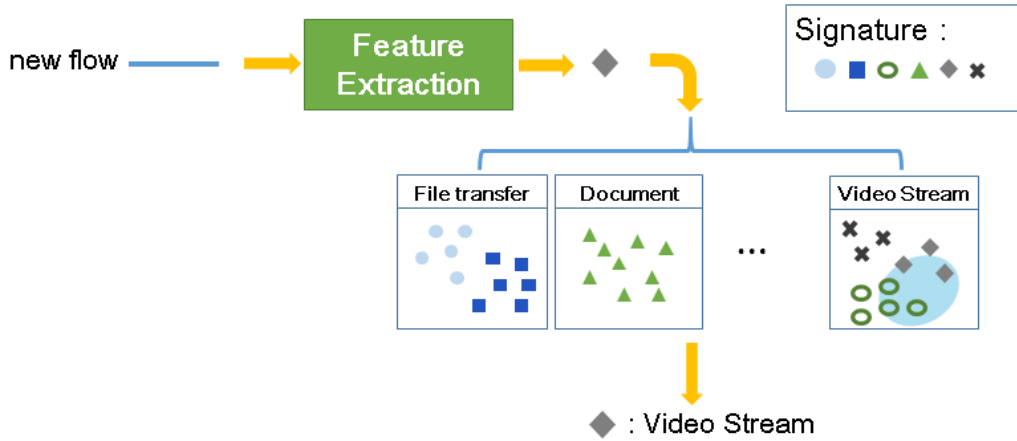 new flow
Feature
Extraction
Signature :
File transfer
Document
...
Video Stream
: Video Stream